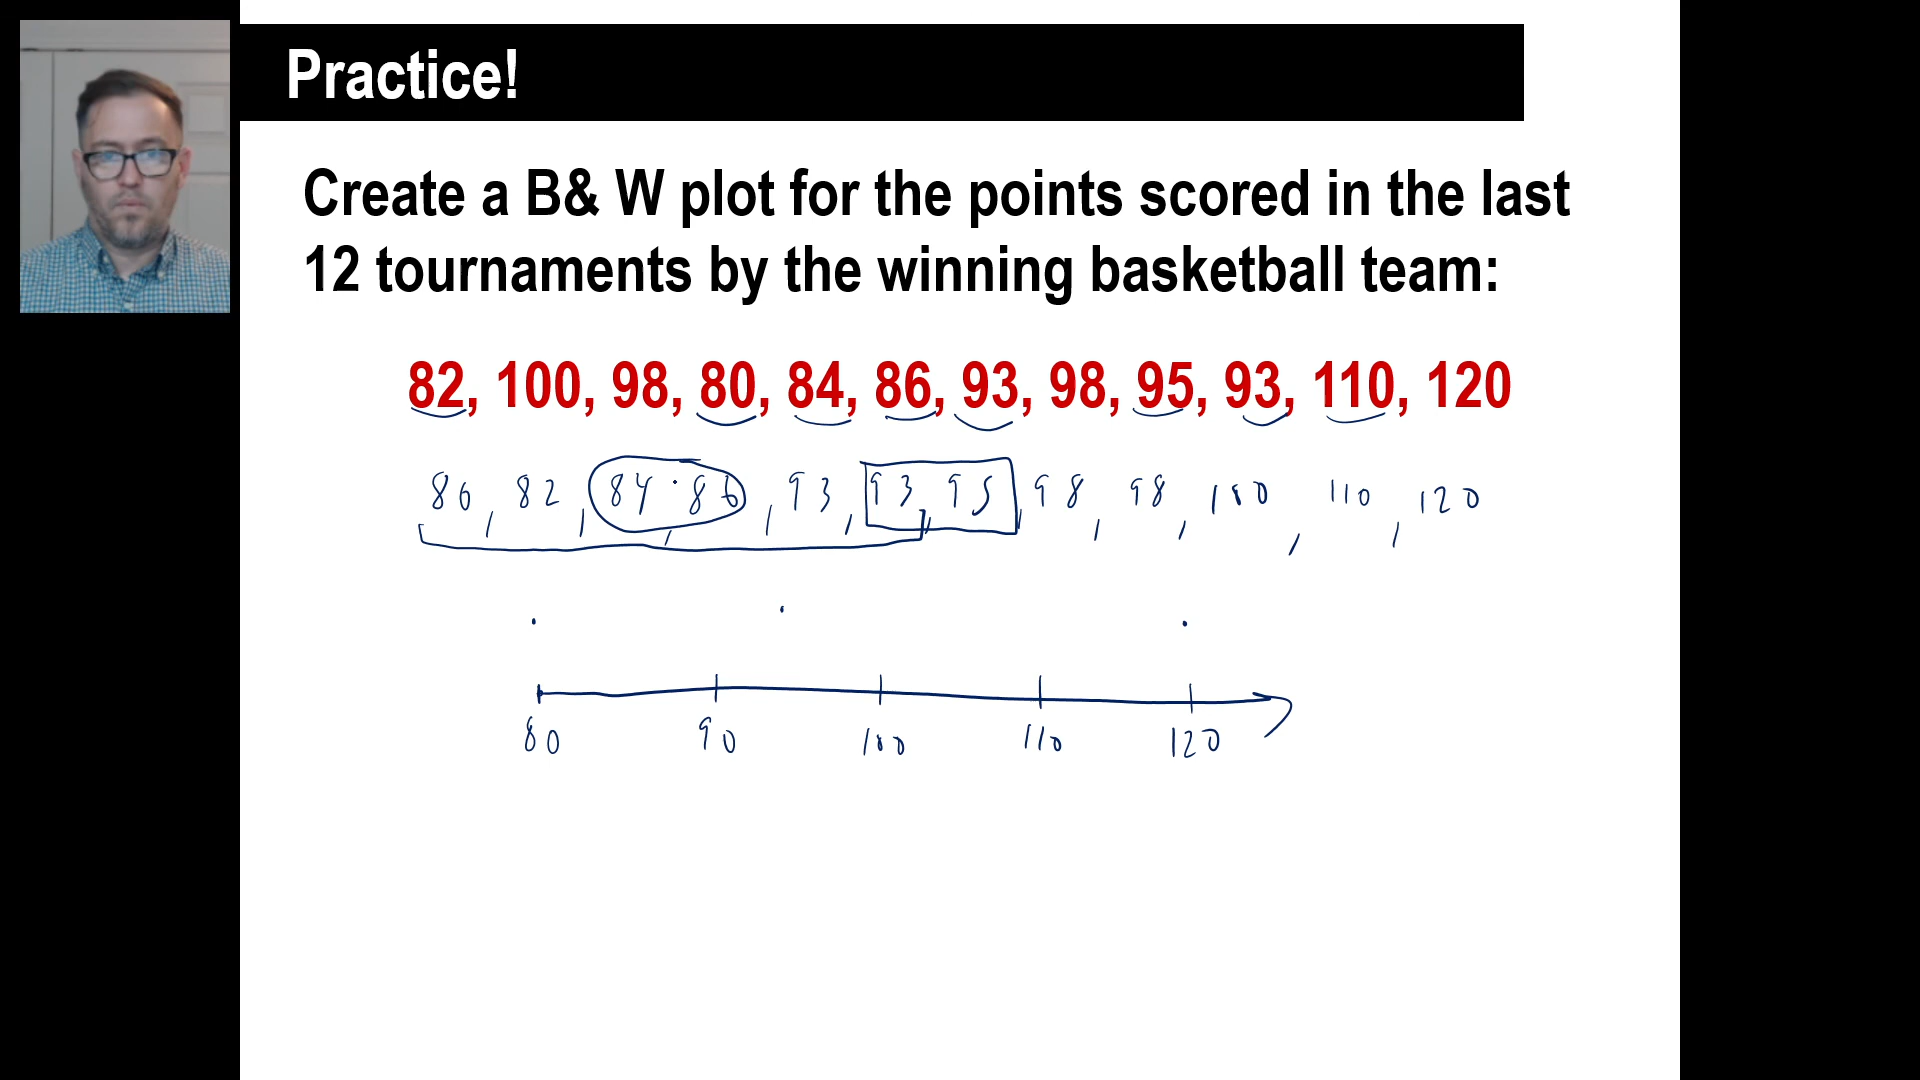 Practice!
Create a B& W plot for the points scored in the last
12 tournaments by the winning basketball team:
82, 100, 98, 80, 84, 86, 93, 98, 95, 93, 110, 120
80, 82, 84, 86, 93, 93, 95, 98, 98, 100, 110, 120
80 90 100 110 120